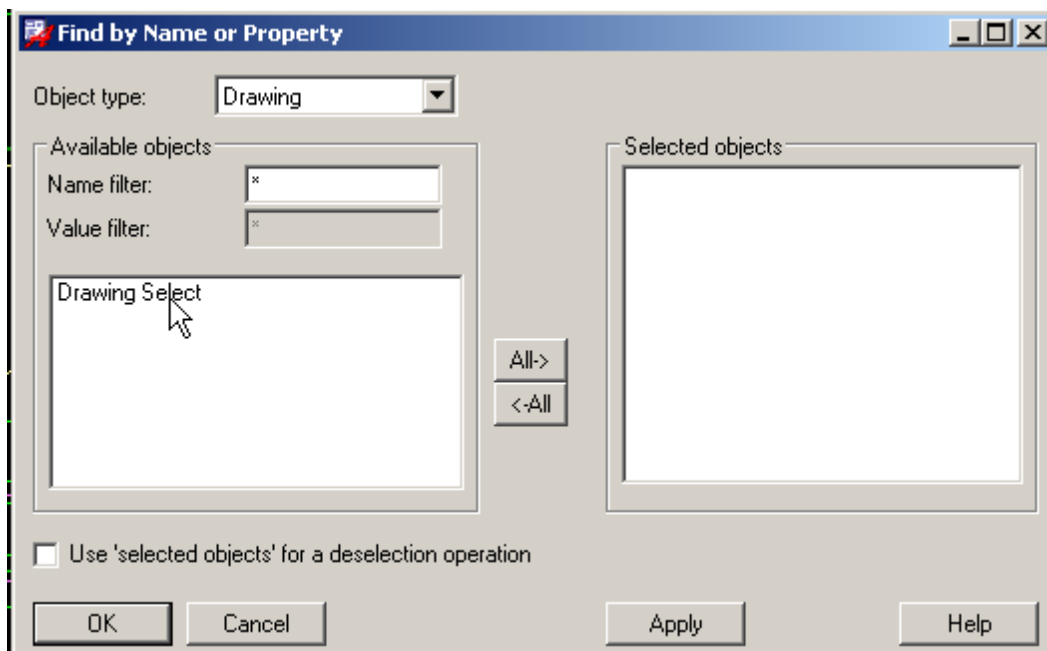 Find by Name or Property
Object type: Drawing
Available objects
Name filter: *
Value filter: *
Drawing Select
All->
<-All
Selected objects
Use 'selected objects' for a deselection operation
OK Cancel Apply Help